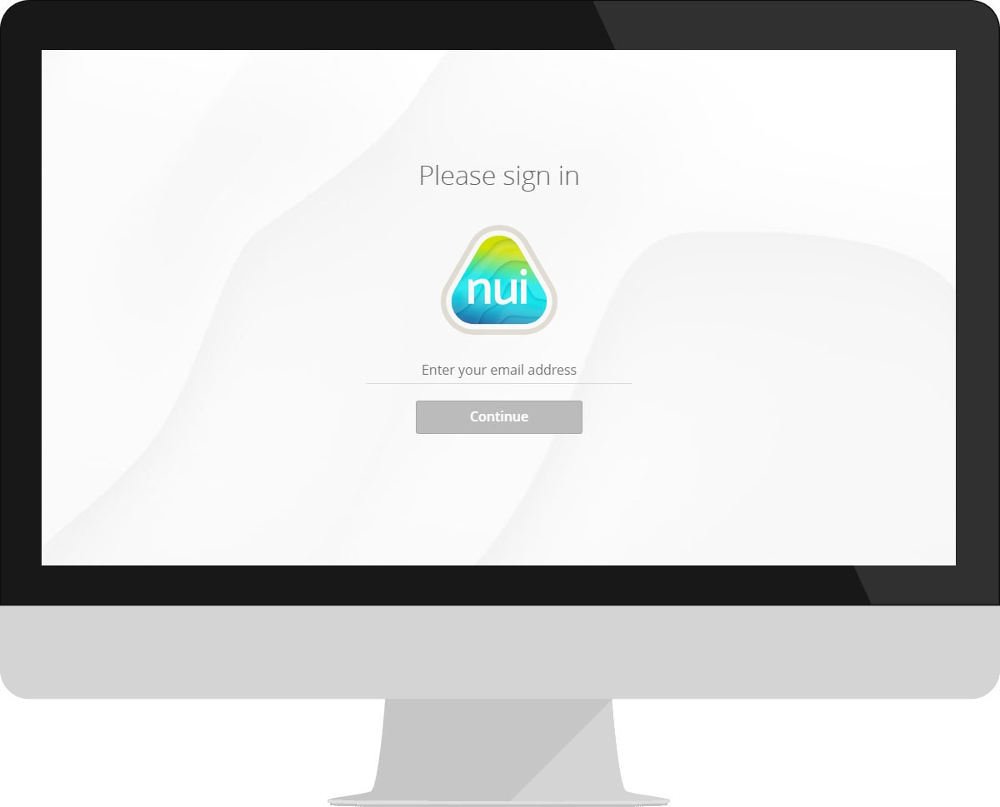 Please sign in
nui
Enter your email address
Continue